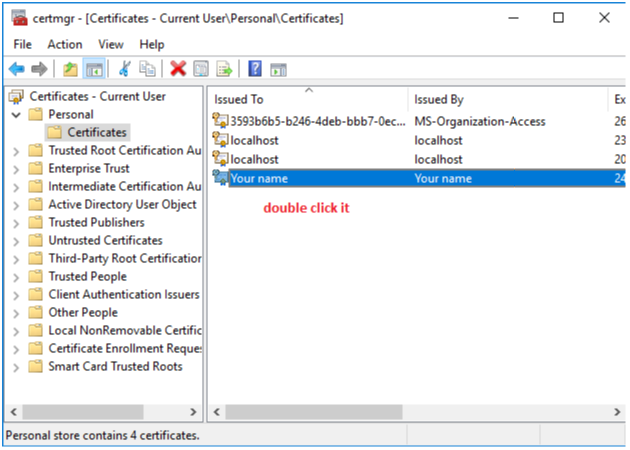 certmgr - [Certificates - Current User\Personal\Certificates]
File Action View Help
Certificates - Current User
Personal
Certificates
Trusted Root Certification Au
Enterprise Trust
Intermediate Certification Au
Active Directory User Object
Trusted Publishers
Untrusted Certificates
Third-Party Root Certification
Trusted People
Client Authentication Issuers
Other People
Local NonRemovable Certific
Certificate Enrollment Reque
Smart Card Trusted Roots
Issued To Issued By Ex
3593b6b5-b246-4deb-bbb7-0ec... MS-Organization-Access 26
localhost localhost 23
localhost localhost 20
Your name Your name 24
double click it
Personal store contains 4 certificates.